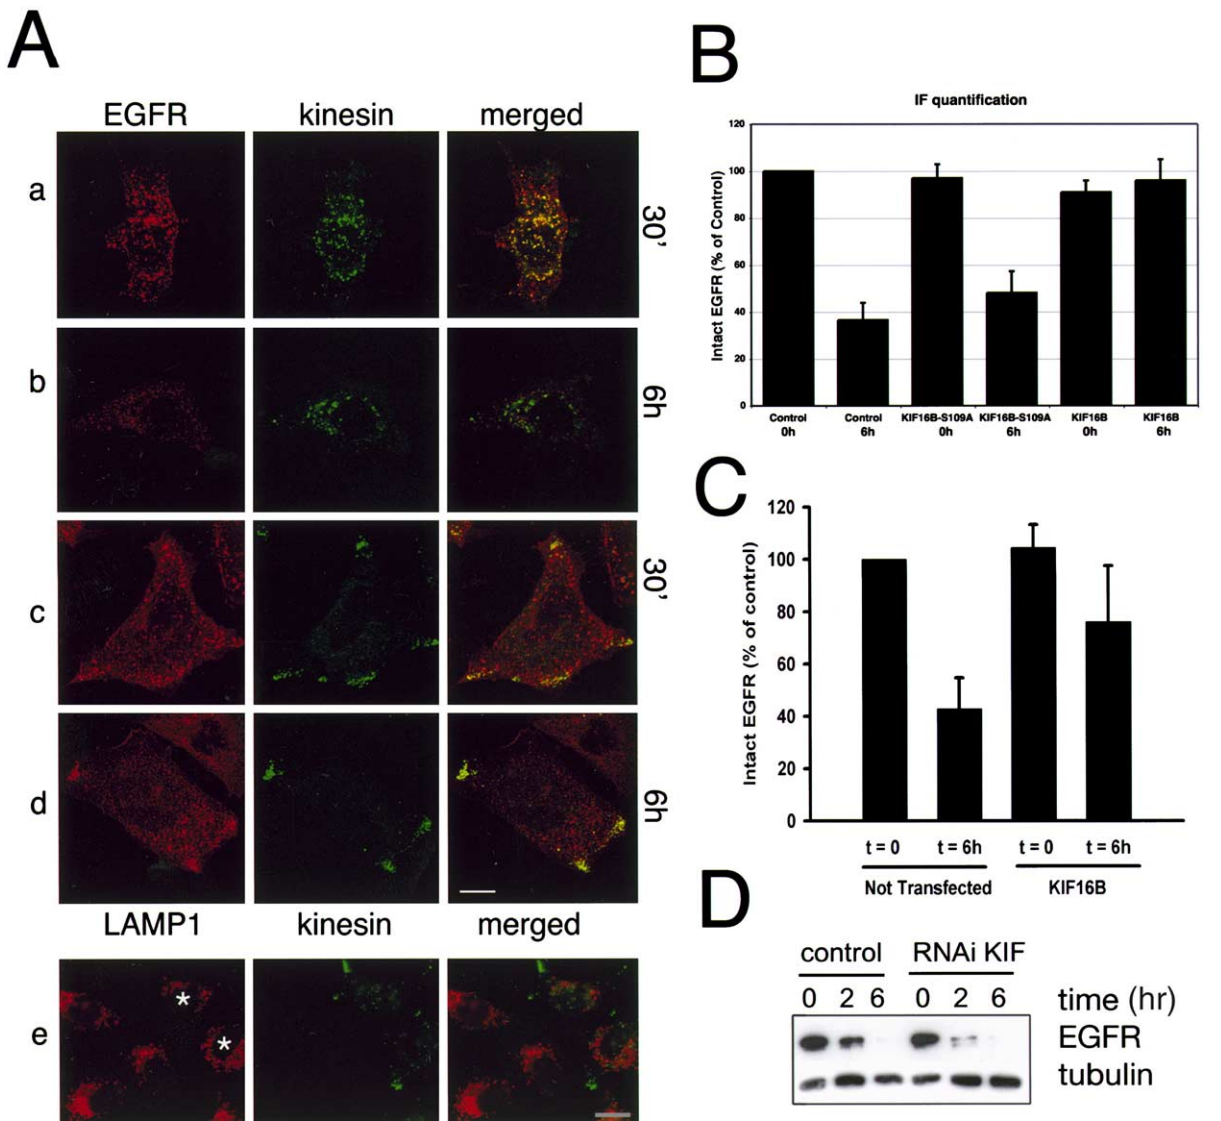 A
EGFR kinesin merged
a
30'
b
6h
c
30'
d
6h
LAMP1 kinesin merged
e
*
*
B
IF quantification
Intact EGFR (% of Control)
120
100
80
60
40
20
0
Control Control KIF16B-S109A KIF16B-S109A KIF16B KIF16B
0h 6h 0h 6h 0h 6h
C
Intact EGFR (% of control)
120
100
80
60
40
20
0
t = 0 t = 6h t = 0 t = 6h
Not Transfected KIF16B
D
control RNAi KIF
0 2 6 0 2 6 time (hr)
EGFR
tubulin